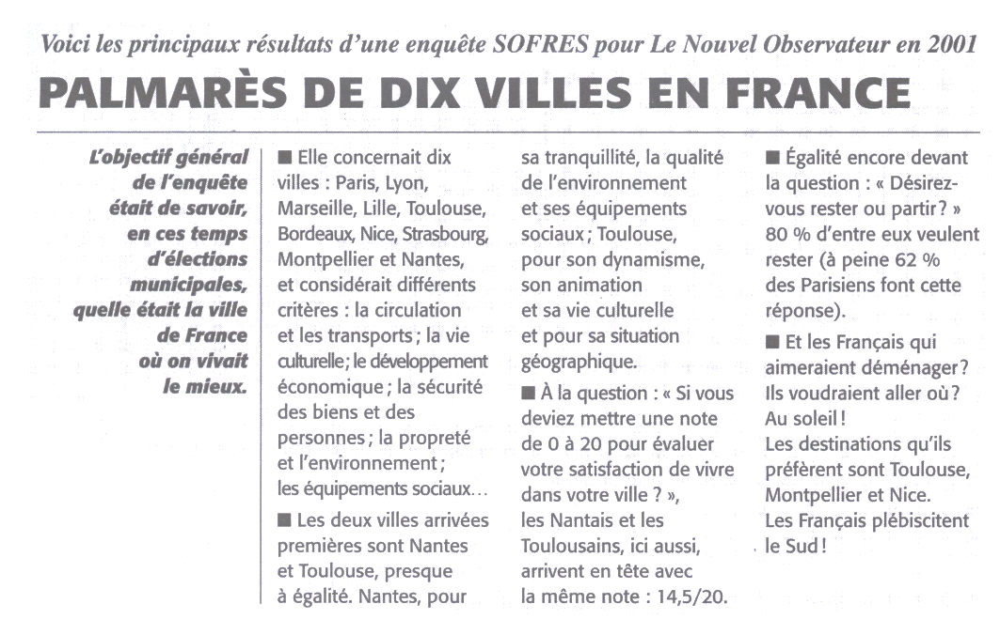 Voici les principaux résultats d'une enquête SOFRES pour Le Nouvel Observateur en 2001
PALMARÈS DE DIX VILLES EN FRANCE
L'objectif général
de l'enquête
était de savoir,
en ces temps
d'élections
municipales,
quelle était la ville
de France
où on vivait
le mieux.
■ Elle concernait dix
villes : Paris, Lyon,
Marseille, Lille, Toulouse,
Bordeaux, Nice, Strasbourg,
Montpellier et Nantes,
et considérait différents
critères : la circulation
et les transports ; la vie
culturelle ; le développement
économique ; la sécurité
des biens et des
personnes ; la propreté
et l'environnement ;
les équipements sociaux...
■ Les deux villes arrivées
premières sont Nantes
et Toulouse, presque
à égalité. Nantes, pour
sa tranquillité, la qualité
de l'environnement
et ses équipements
sociaux ; Toulouse,
pour son dynamisme,
son animation
et sa vie culturelle
et pour sa situation
géographique.
■ À la question : « Si vous
deviez mettre une note
de 0 à 20 pour évaluer
votre satisfaction de vivre
dans votre ville ? »,
les Nantais et les
Toulousains, ici aussi,
arrivent en tête avec
la même note : 14,5/20.
■ Égalité encore devant
la question : « Désirez-
vous rester ou partir ? »
80 % d'entre eux veulent
rester (à peine 62 %
des Parisiens font cette
réponse).
■ Et les Français qui
aimeraient déménager ?
Ils voudraient aller où ?
Au soleil !
Les destinations qu'ils
préfèrent sont Toulouse,
Montpellier et Nice.
Les Français plébiscitent
le Sud !